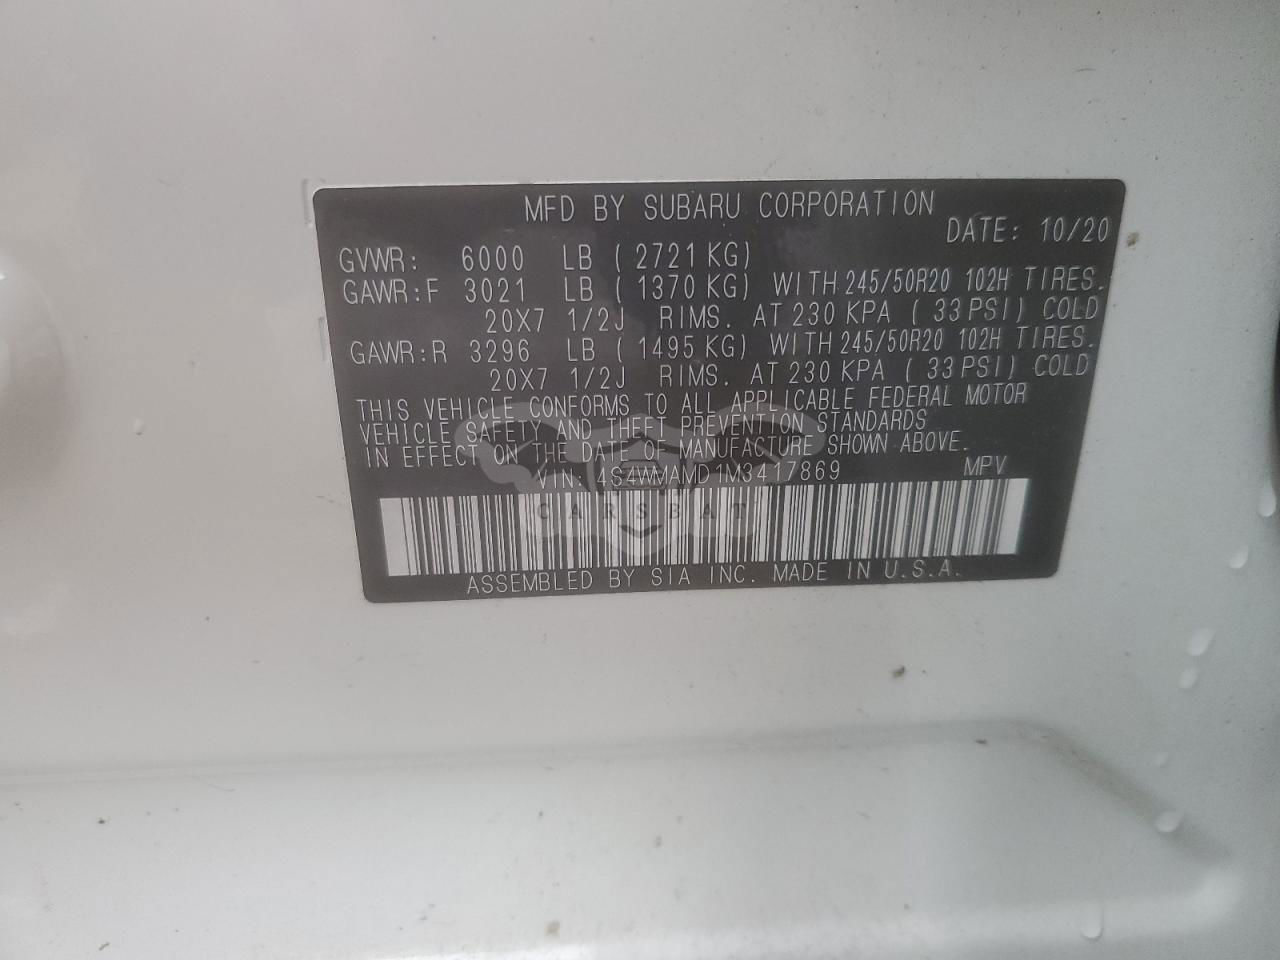 MFD BY SUBARU CORPORATION
DATE: 10/20
GVWR: 6000 LB ( 2721 KG)
GAWR:F 3021 LB ( 1370 KG) WITH 245/50R20 102H TIRES.
20X7 1/2J RIMS. AT 230 KPA ( 33 PSI) COLD
GAWR:R 3296 LB ( 1495 KG) WITH 245/50R20 102H TIRES.
20X7 1/2J RIMS. AT 230 KPA ( 33 PSI) COLD
THIS VEHICLE CONFORMS TO ALL APPLICABLE FEDERAL MOTOR
VEHICLE SAFETY AND THEFT PREVENTION STANDARDS
IN EFFECT ON THE DATE OF MANUFACTURE SHOWN ABOVE.
VIN: 4S4WMAMD1M3417869 MPV
CARSBAT
ASSEMBLED BY SIA INC. MADE IN U.S.A.